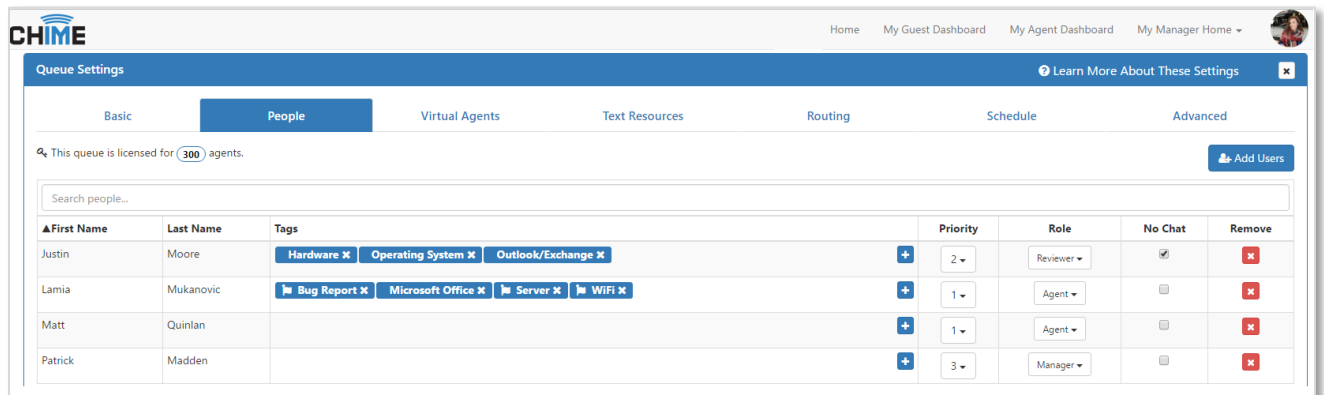 CHIME
Home My Guest Dashboard My Agent Dashboard My Manager Home
Queue Settings Learn More About These Settings
Basic People Virtual Agents Text Resources Routing Schedule Advanced
This queue is licensed for 300 agents. Add Users
Search people...
▲First Name Last Name Tags Priority Role No Chat Remove
Justin Moore Hardware Operating System Outlook/Exchange 2 Reviewer
Lamia Mukanovic Bug Report Microsoft Office Server WiFi 1 Agent
Matt Quinlan 1 Agent
Patrick Madden 3 Manager